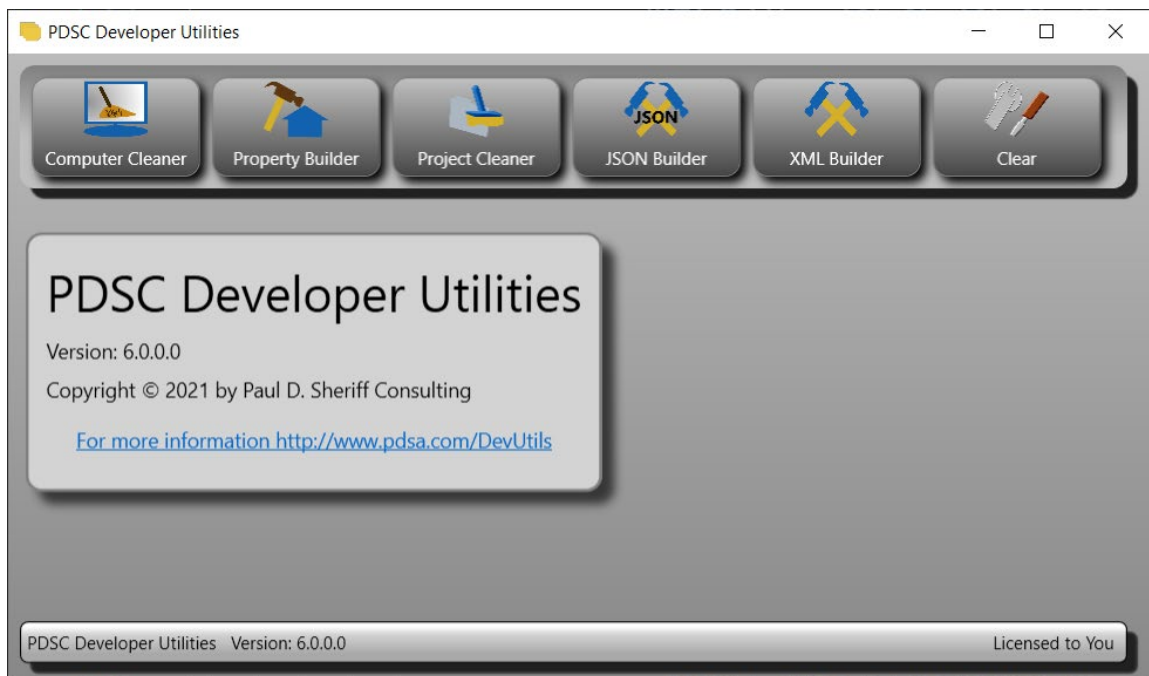 PDSC Developer Utilities
Computer Cleaner
Property Builder
Project Cleaner
JSON
JSON Builder
XML Builder
Clear
PDSC Developer Utilities
Version: 6.0.0.0
Copyright © 2021 by Paul D. Sheriff Consulting
For more information http://www.pdsa.com/DevUtils
PDSC Developer Utilities Version: 6.0.0.0
Licensed to You